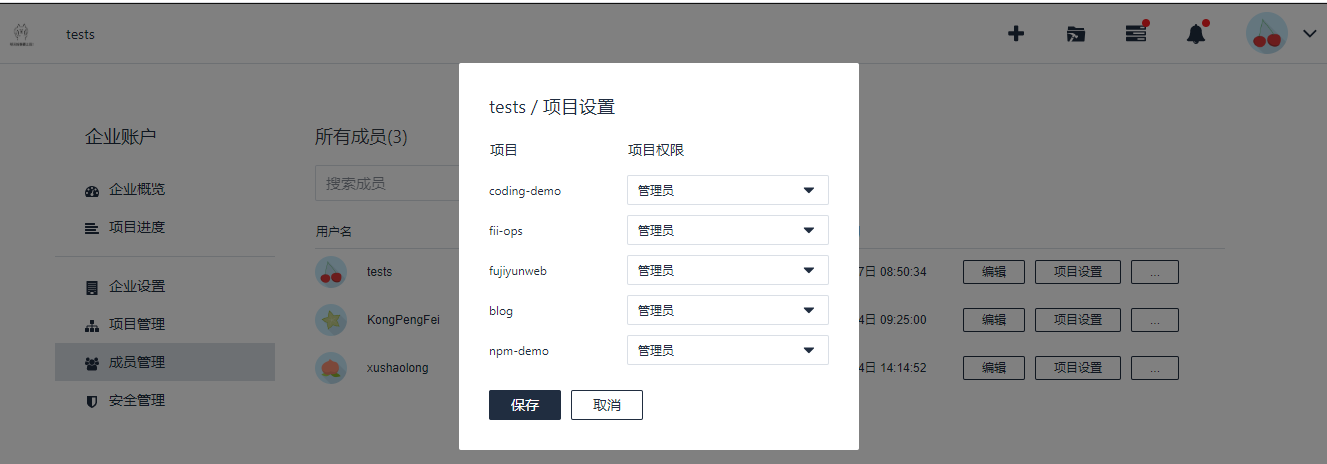 tests
企业账户
企业概览
项目进度
企业设置
项目管理
成员管理
安全管理
所有成员(3)
搜索成员
用户名
tests 7日 08:50:34 编辑 项目设置 ...
KongPengFei 4日 09:25:00 编辑 项目设置 ...
xushaolong 4日 14:14:52 编辑 项目设置 ...
tests / 项目设置
项目 项目权限
coding-demo 管理员
fii-ops 管理员
fujiyunweb 管理员
blog 管理员
npm-demo 管理员
保存 取消